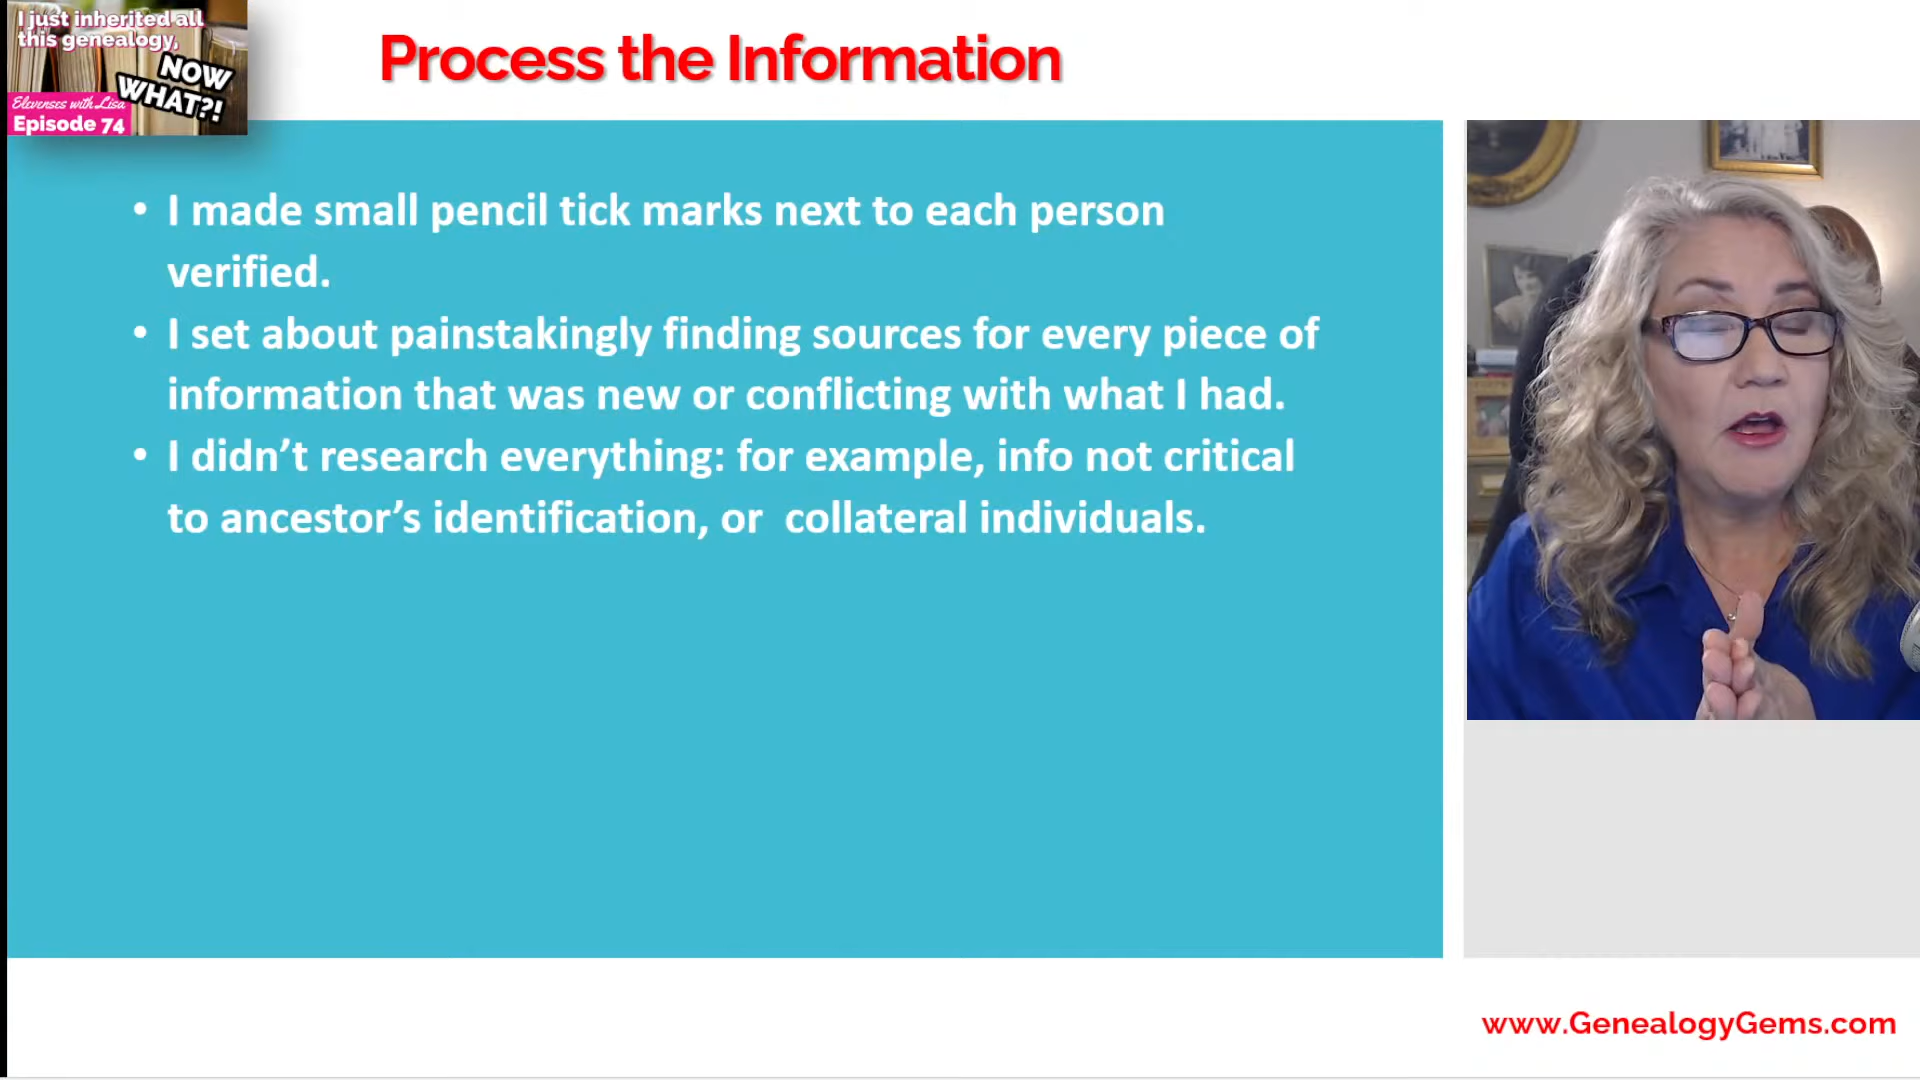 I just inherited all
this genealogy,
NOW
WHAT?!
Elevenses with Lisa
Episode 74
Process the Information
• I made small pencil tick marks next to each person
verified.
• I set about painstakingly finding sources for every piece of
information that was new or conflicting with what I had.
• I didn’t research everything: for example, info not critical
to ancestor’s identification, or  collateral individuals.
www.GenealogyGems.com